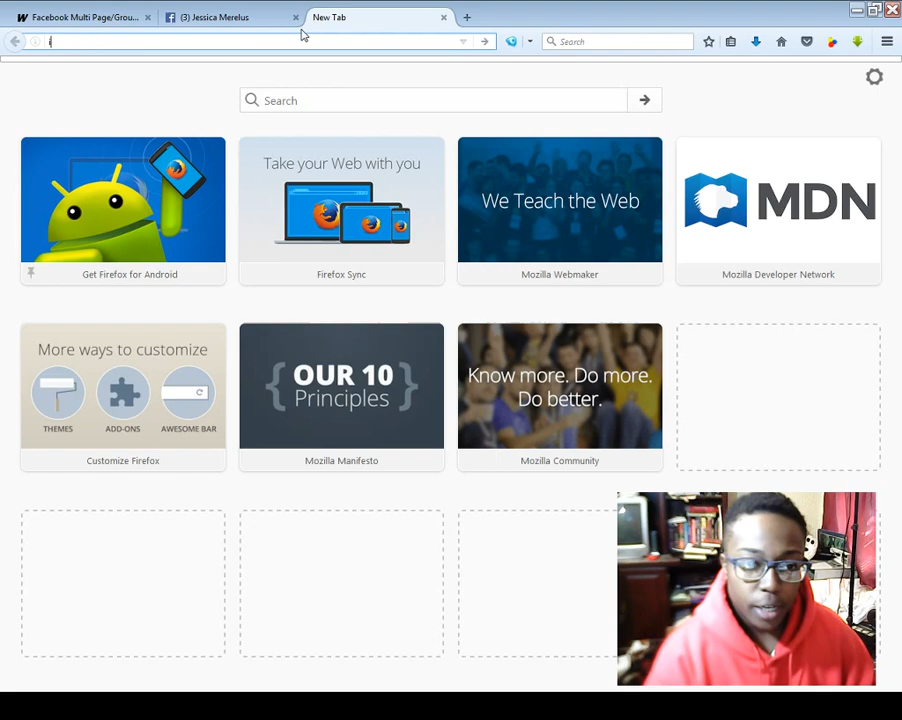 Facebook Multi Page/Grou...
(3) Jessica Merelus
New Tab
i
Search
Search
Take your Web with you
We Teach the Web
MDN
Get Firefox for Android
Firefox Sync
Mozilla Webmaker
Mozilla Developer Network
More ways to customize
THEMES
ADD-ONS
AWESOME BAR
{ OUR 10
Principles }
Know more. Do more.
Do better.
Customize Firefox
Mozilla Manifesto
Mozilla Community